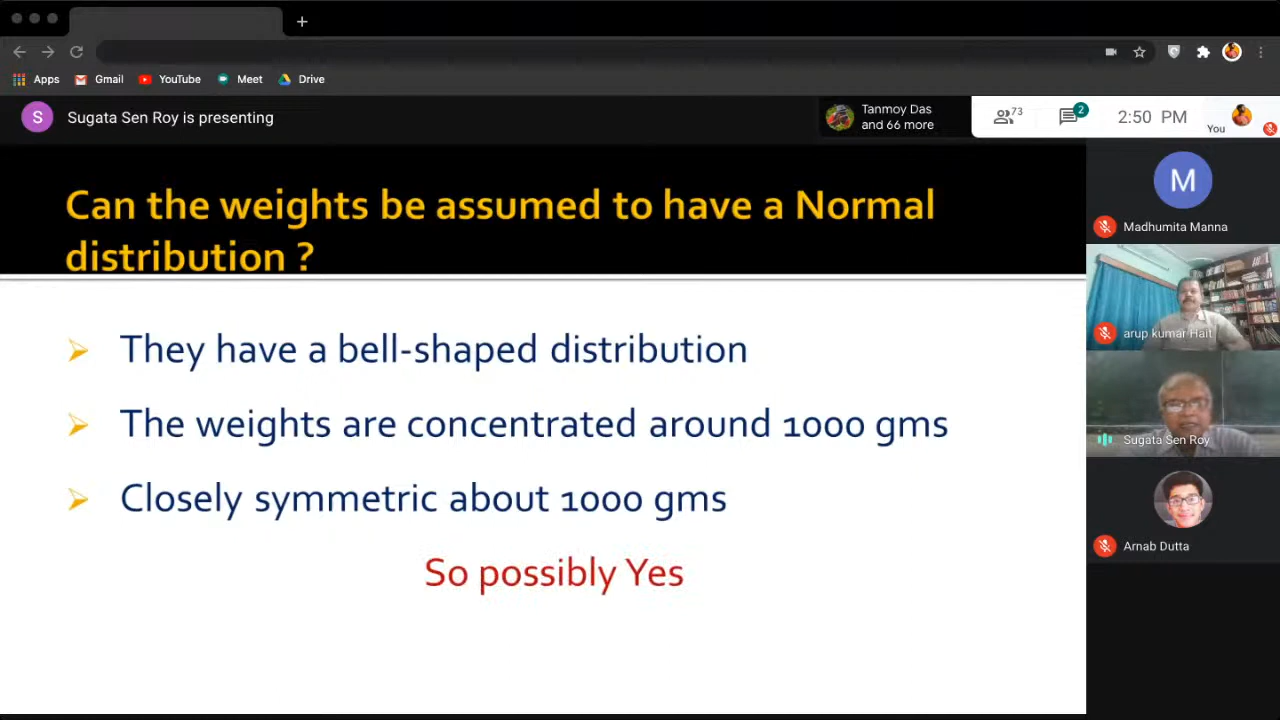 +
Apps Gmail YouTube Meet Drive
S Sugata Sen Roy is presenting
Tanmoy Das
and 66 more
73 2 2:50 PM You
Can the weights be assumed to have a Normal
distribution ?
They have a bell-shaped distribution
The weights are concentrated around 1000 gms
Closely symmetric about 1000 gms
So possibly Yes
M
Madhumita Manna
arup kumar Hait
Sugata Sen Roy
Arnab Dutta